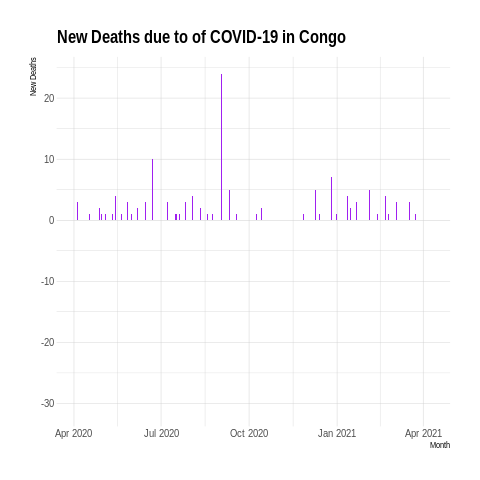 New Deaths due to of COVID-19 in Congo
New Deaths
20
10
0
-10
-20
-30
Apr 2020 Jul 2020 Oct 2020 Jan 2021 Apr 2021
Month